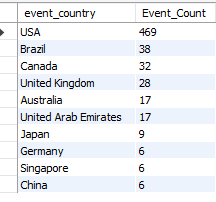 event_country Event_Count
USA 469
Brazil 38
Canada 32
United Kingdom 28
Australia 17
United Arab Emirates 17
Japan 9
Germany 6
Singapore 6
China 6